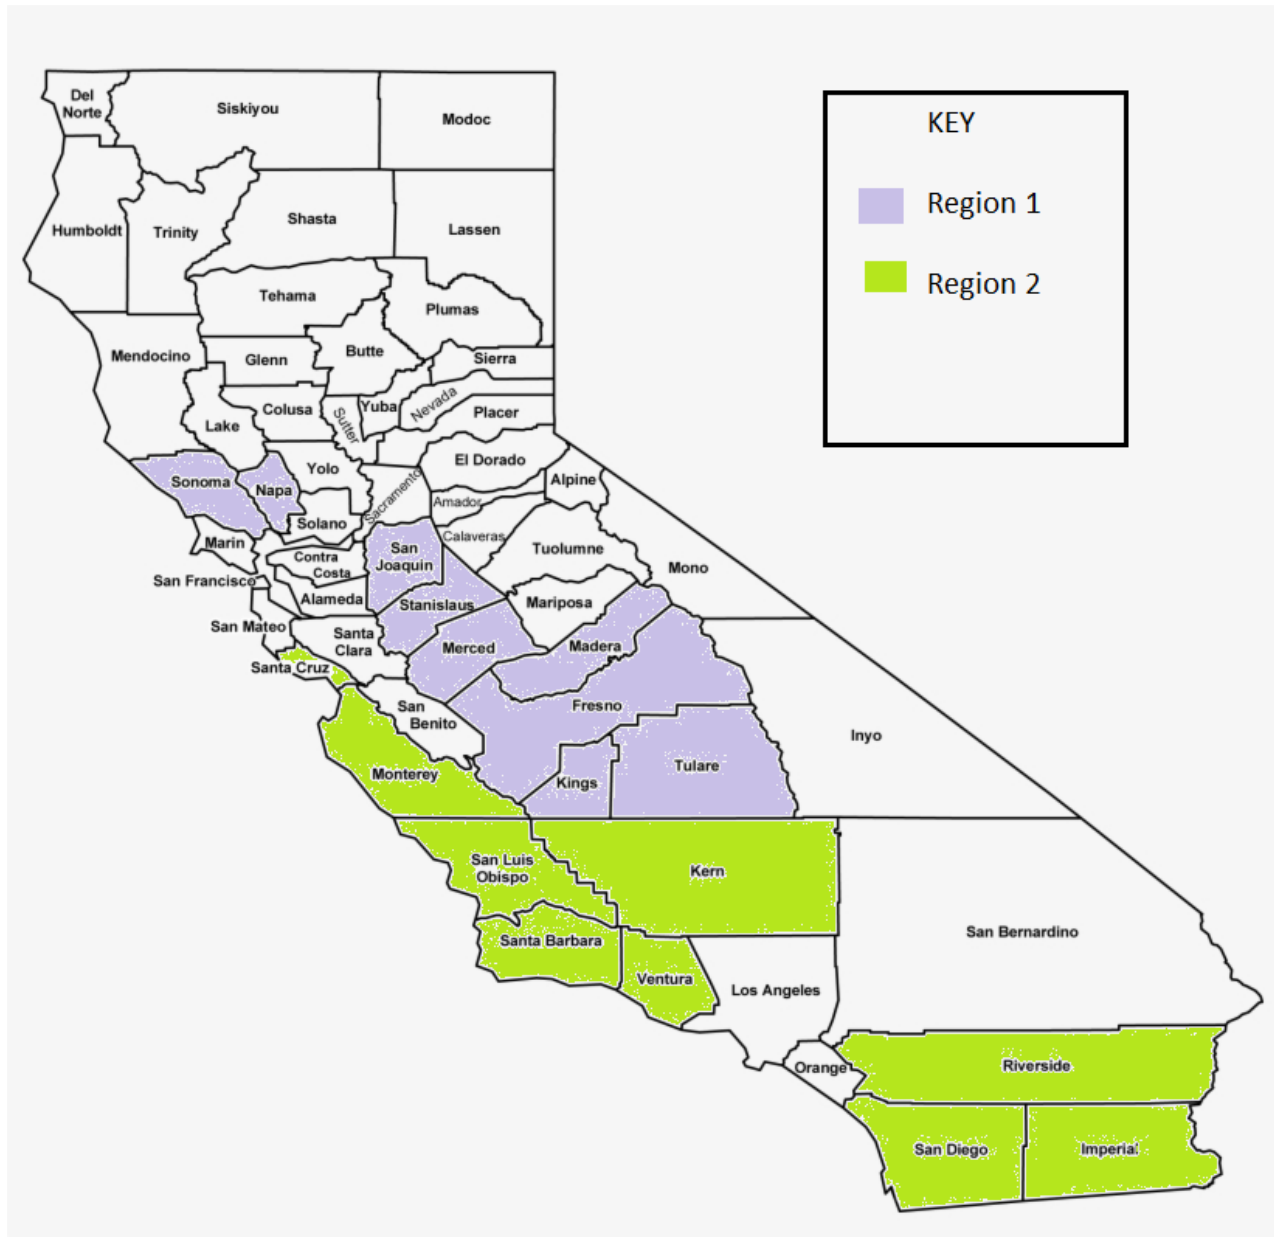 Del
Norte
Siskiyou
Modoc
KEY
Region 1
Region 2
Humboldt
Trinity
Shasta
Lassen
Tehama
Plumas
Mendocino
Glenn
Butte
Sierra
Lake
Colusa
Sutter
Yuba
Nevada
Placer
Sonoma
Napa
Yolo
Sacramento
El Dorado
Alpine
Amador
Solano
Marin
Contra
Costa
San
Joaquin
Calaveras
Tuolumne
Mono
San Francisco
Alameda
Stanislaus
Mariposa
San Mateo
Santa
Clara
Merced
Madera
Santa Cruz
San
Benito
Fresno
Inyo
Monterey
Kings
Tulare
San Luis
Obispo
Kern
Santa Barbara
Ventura
Los Angeles
San Bernardino
Orange
Riverside
San Diego
Imperial